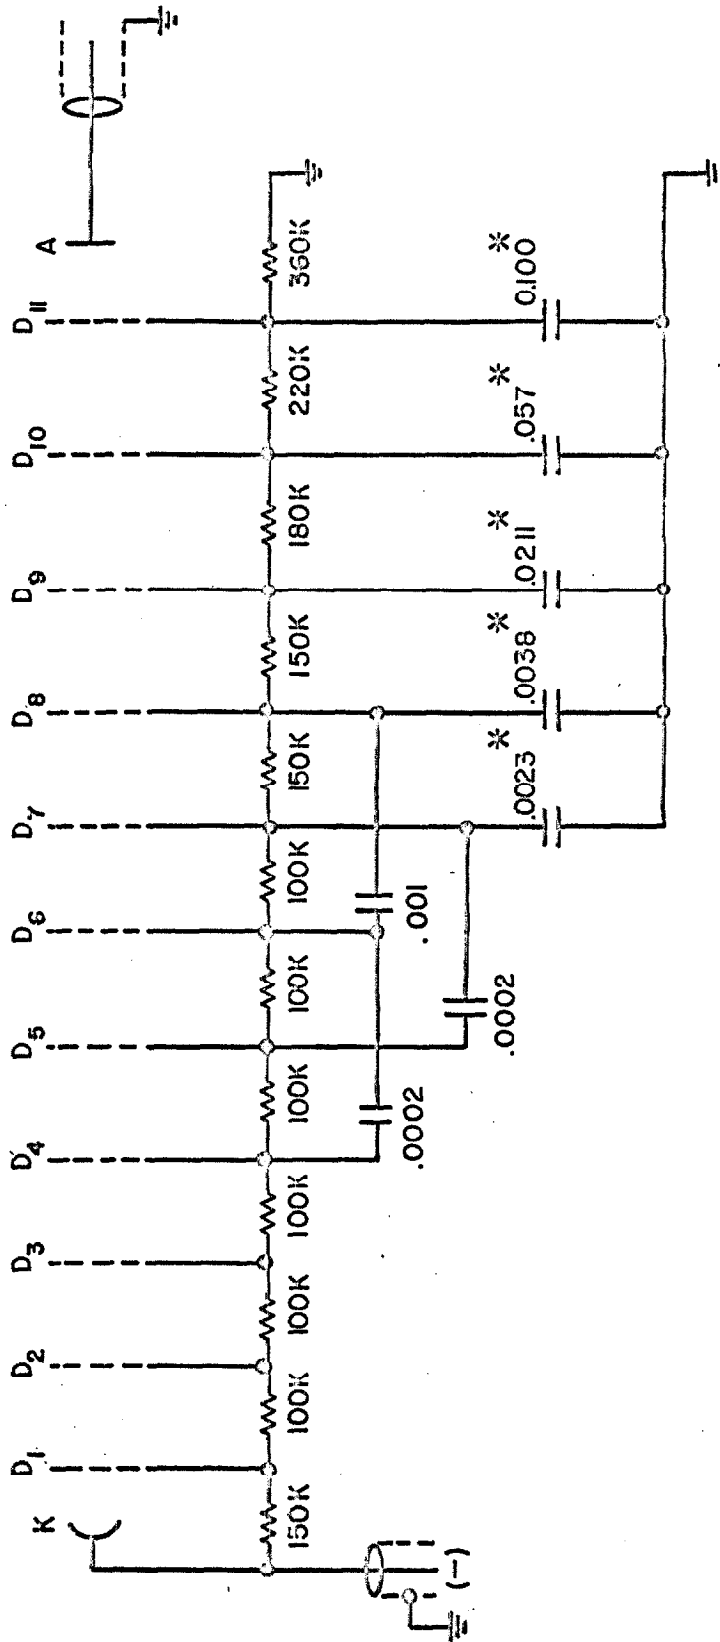 K D₁ D₂ D₃ D₄ D₅ D₆ D₇ D₈ D₉ D₁₀ D₁₁ A
150K 100K 100K 100K 100K 100K 100K 150K 150K 180K 220K 360K
.0002 .001
.0002
* * * * *
.0023 .0038 .0211 .057 0.100
(-)